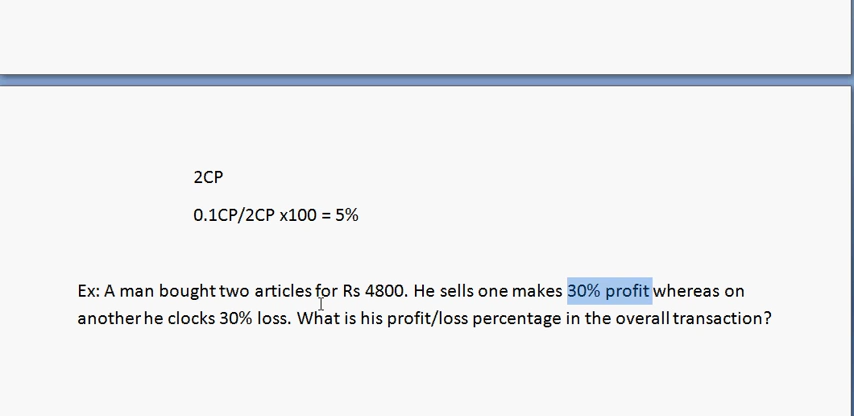 2CP
0.1CP/2CP x100 = 5%
Ex: A man bought two articles for Rs 4800. He sells one makes 30% profit whereas on
another he clocks 30% loss. What is his profit/loss percentage in the overall transaction?